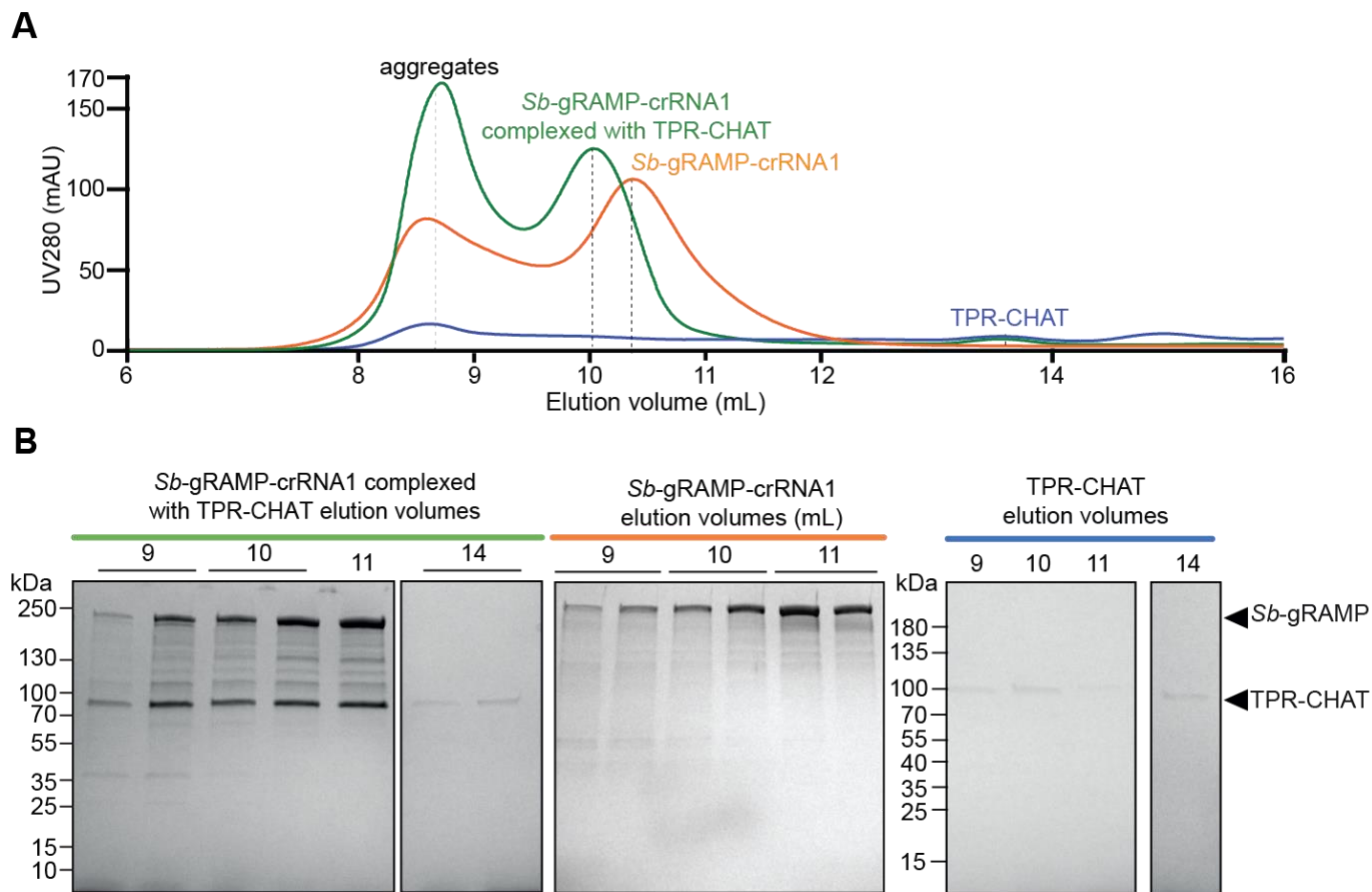 A
aggregates
Sb-gRAMP-crRNA1
complexed with TPR-CHAT
Sb-gRAMP-crRNA1
TPR-CHAT
UV280 (mAU)
170
150
100
50
0
6 8 9 10 11 12 14 16
Elution volume (mL)
B
Sb-gRAMP-crRNA1 complexed
with TPR-CHAT elution volumes
9 10 11 14
kDa
250
130
100
70
55
35
25
15
10
Sb-gRAMP-crRNA1
elution volumes (mL)
9 10 11
TPR-CHAT
elution volumes
9 10 11 14
kDa
180
135
100
70
55
40
35
25
15
Sb-gRAMP
TPR-CHAT